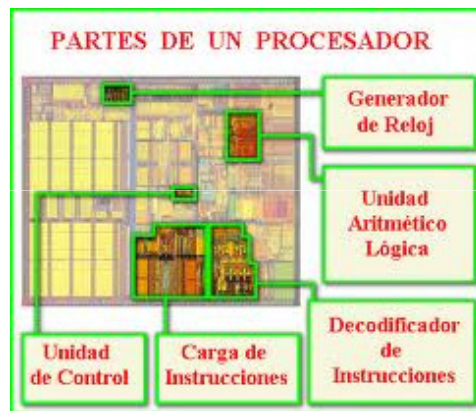 PARTES DE UN PROCESADOR
Generador
de Reloj
Unidad
Aritmético
Lógica
Decodificador
de
Instrucciones
Unidad
de Control
Carga de
Instrucciones